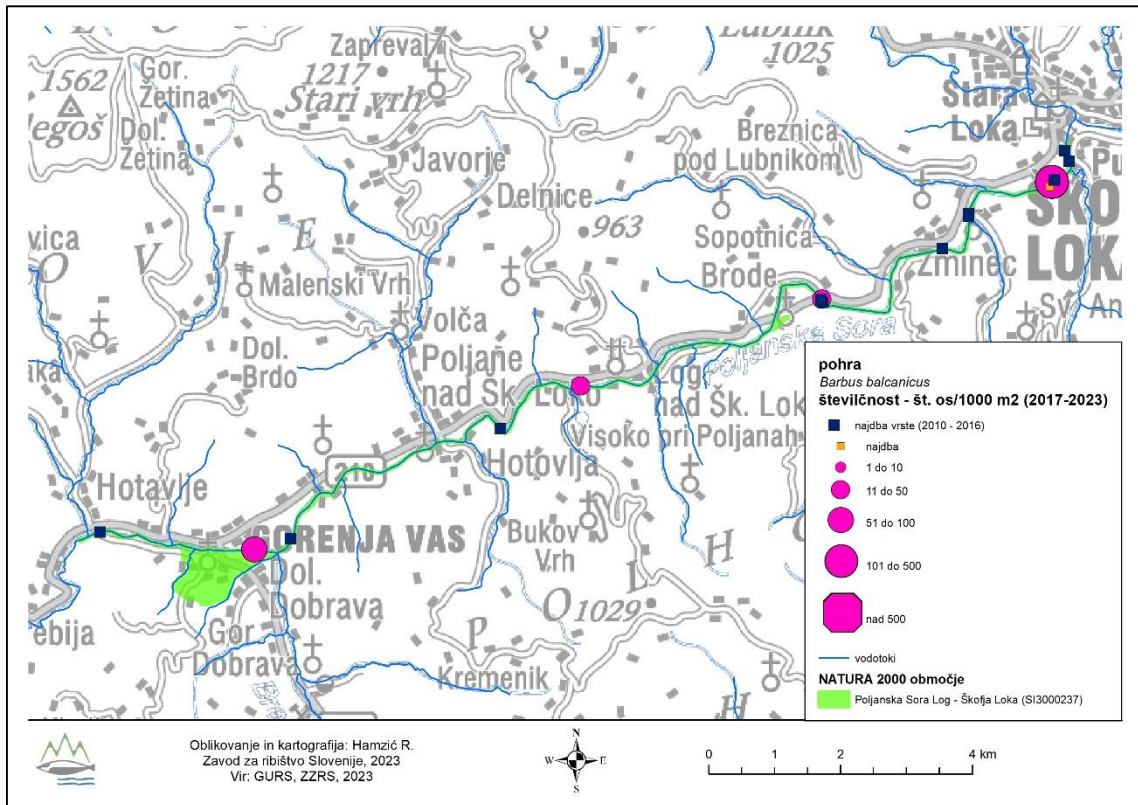 Zapreval
Lubnik
1025
Gor.
Žetina
1562
1217
Stari vrh
Stara
Loka
Dol.
Žetina
Breznica
pod Lubnikom
Javorje
Delnice
963
ŠKO
LOKA
Sopotnica
Žminec
Brode
Sv. An
Malenski Vrh
Volča
Poljanska Sora
Dol.
Brdo
Poljane
nad Šk. Loko
Log
nad Šk. Lok
Visoko pri Poljanah
Hotovlja
Hotavlje
GORENJA VAS
Bukov
Vrh
Dol.
Dobrava
1029
Gor.
Dobrava
ebija
Kremenik
pohra
Barbus balcanicus
številčnost - št. os/1000 m2 (2017-2023)
najdba vrste (2010 - 2016)
najdba
1 do 10
11 do 50
51 do 100
101 do 500
nad 500
vodotoki
NATURA 2000 območje
Poljanska Sora Log - Škofja Loka (SI3000237)
Oblikovanje in kartografija: Hamzić R.
Zavod za ribištvo Slovenije, 2023
Vir: GURS, ZZRS, 2023
N
W E
S
0 1 2 4 km